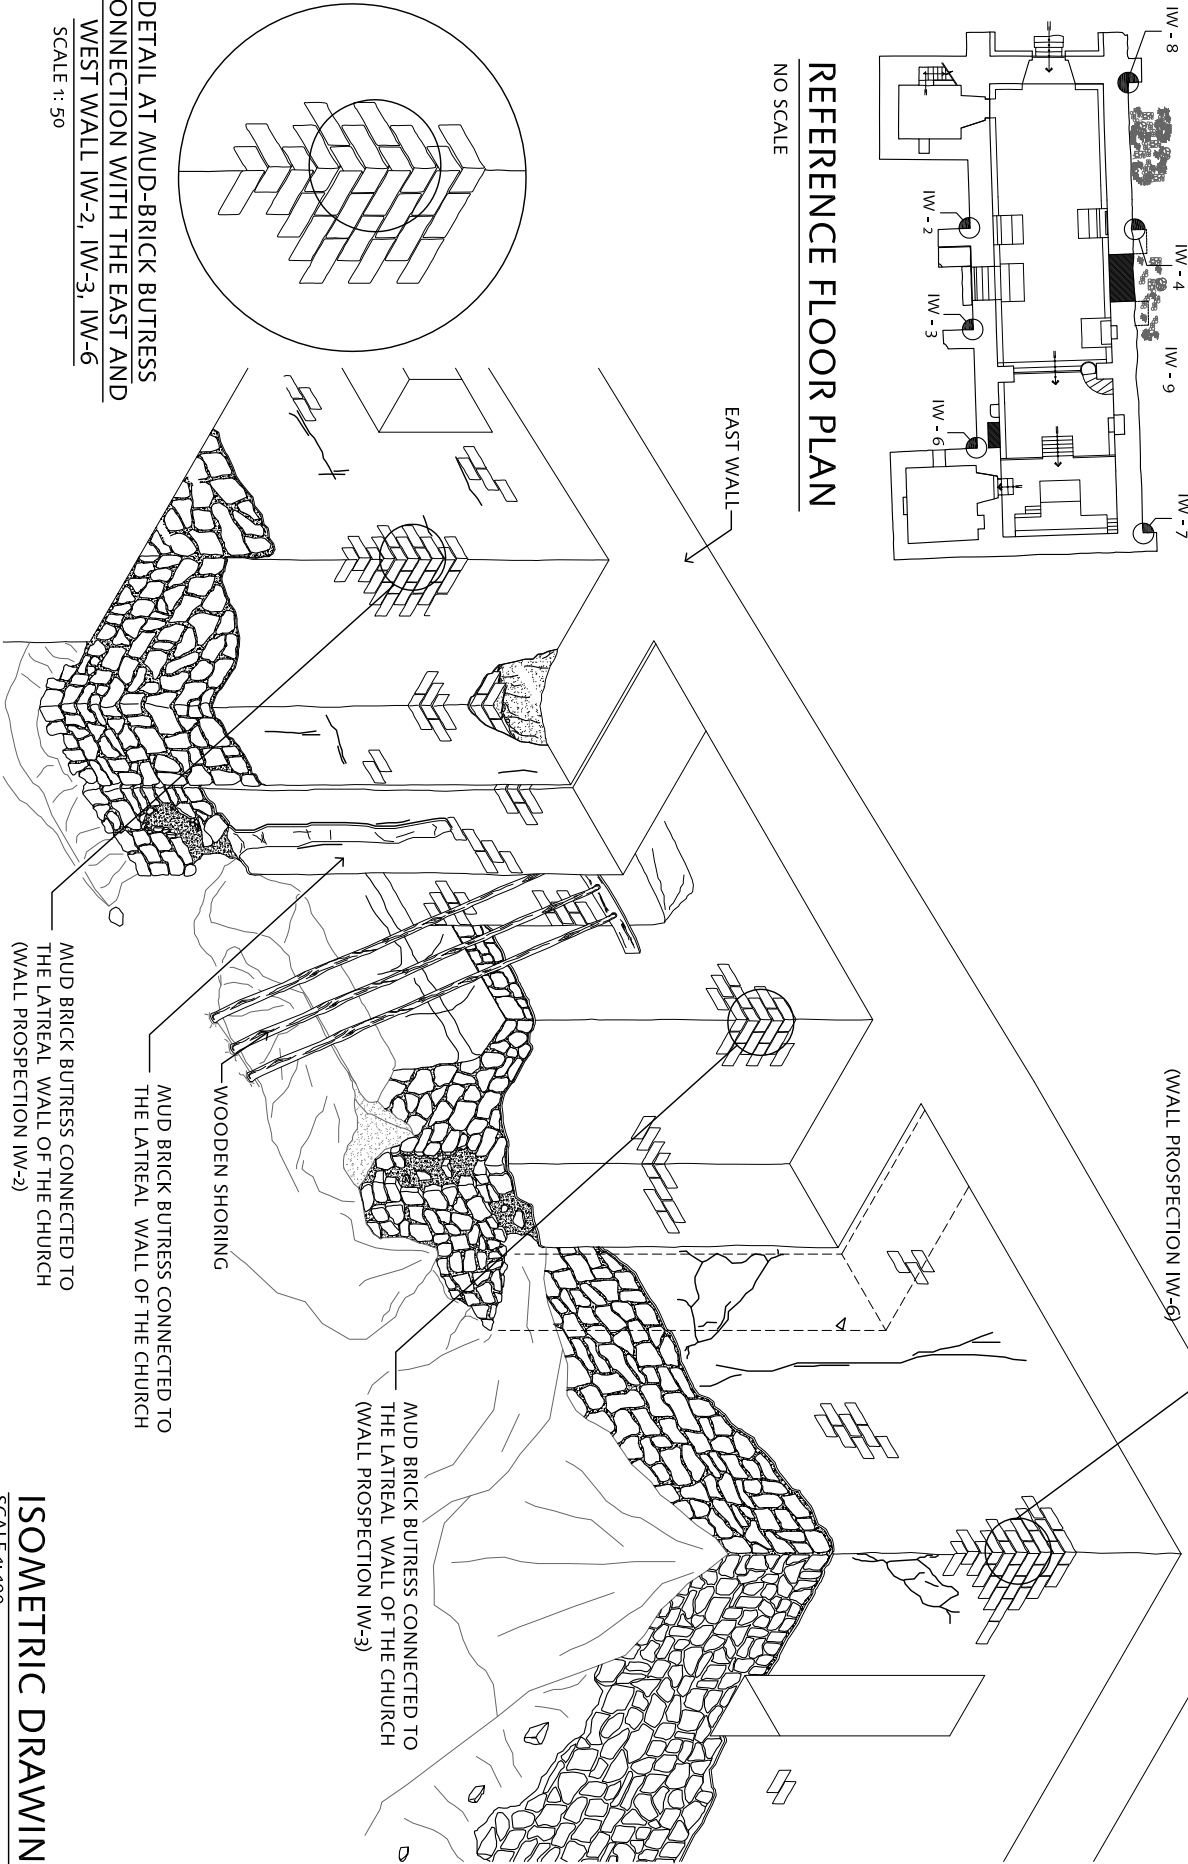 IW - 8
IW - 4
IW - 9
IW - 7
IW - 2
IW - 3
IW - 6
REFERENCE FLOOR PLAN
NO SCALE
DETAIL AT MUD-BRICK BUTRESS
ONNECTION WITH THE EAST AND
WEST WALL IW-2, IW-3, IW-6
SCALE 1: 50
EAST WALL
(WALL PROSPECTION IW-6)
MUD BRICK BUTRESS CONNECTED TO
THE LATREAL WALL OF THE CHURCH
(WALL PROSPECTION IW-3)
WOODEN SHORING
MUD BRICK BUTRESS CONNECTED TO
THE LATREAL WALL OF THE CHURCH
MUD BRICK BUTRESS CONNECTED TO
THE LATREAL WALL OF THE CHURCH
(WALL PROSPECTION IW-2)
ISOMETRIC DRAWIN